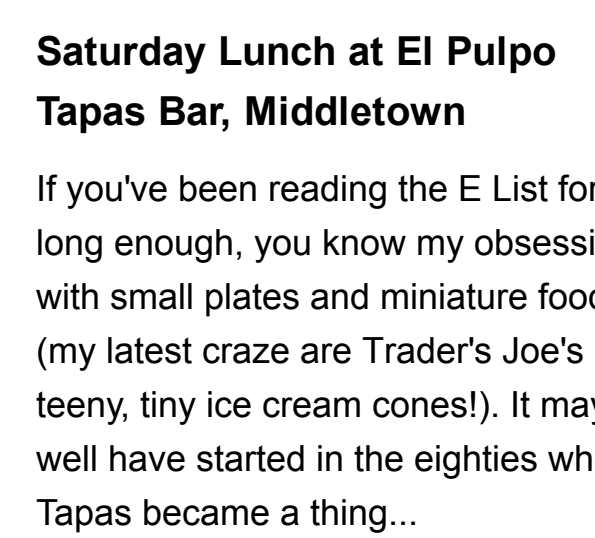 Saturday Lunch at El Pulpo
Tapas Bar, Middletown
If you've been reading the E List for
long enough, you know my
with small plates and miniature
(my latest craze are Trader's Joe's
teeny, tiny ice cream cones!). It may
well have started in the eighties
Tapas became a thing...